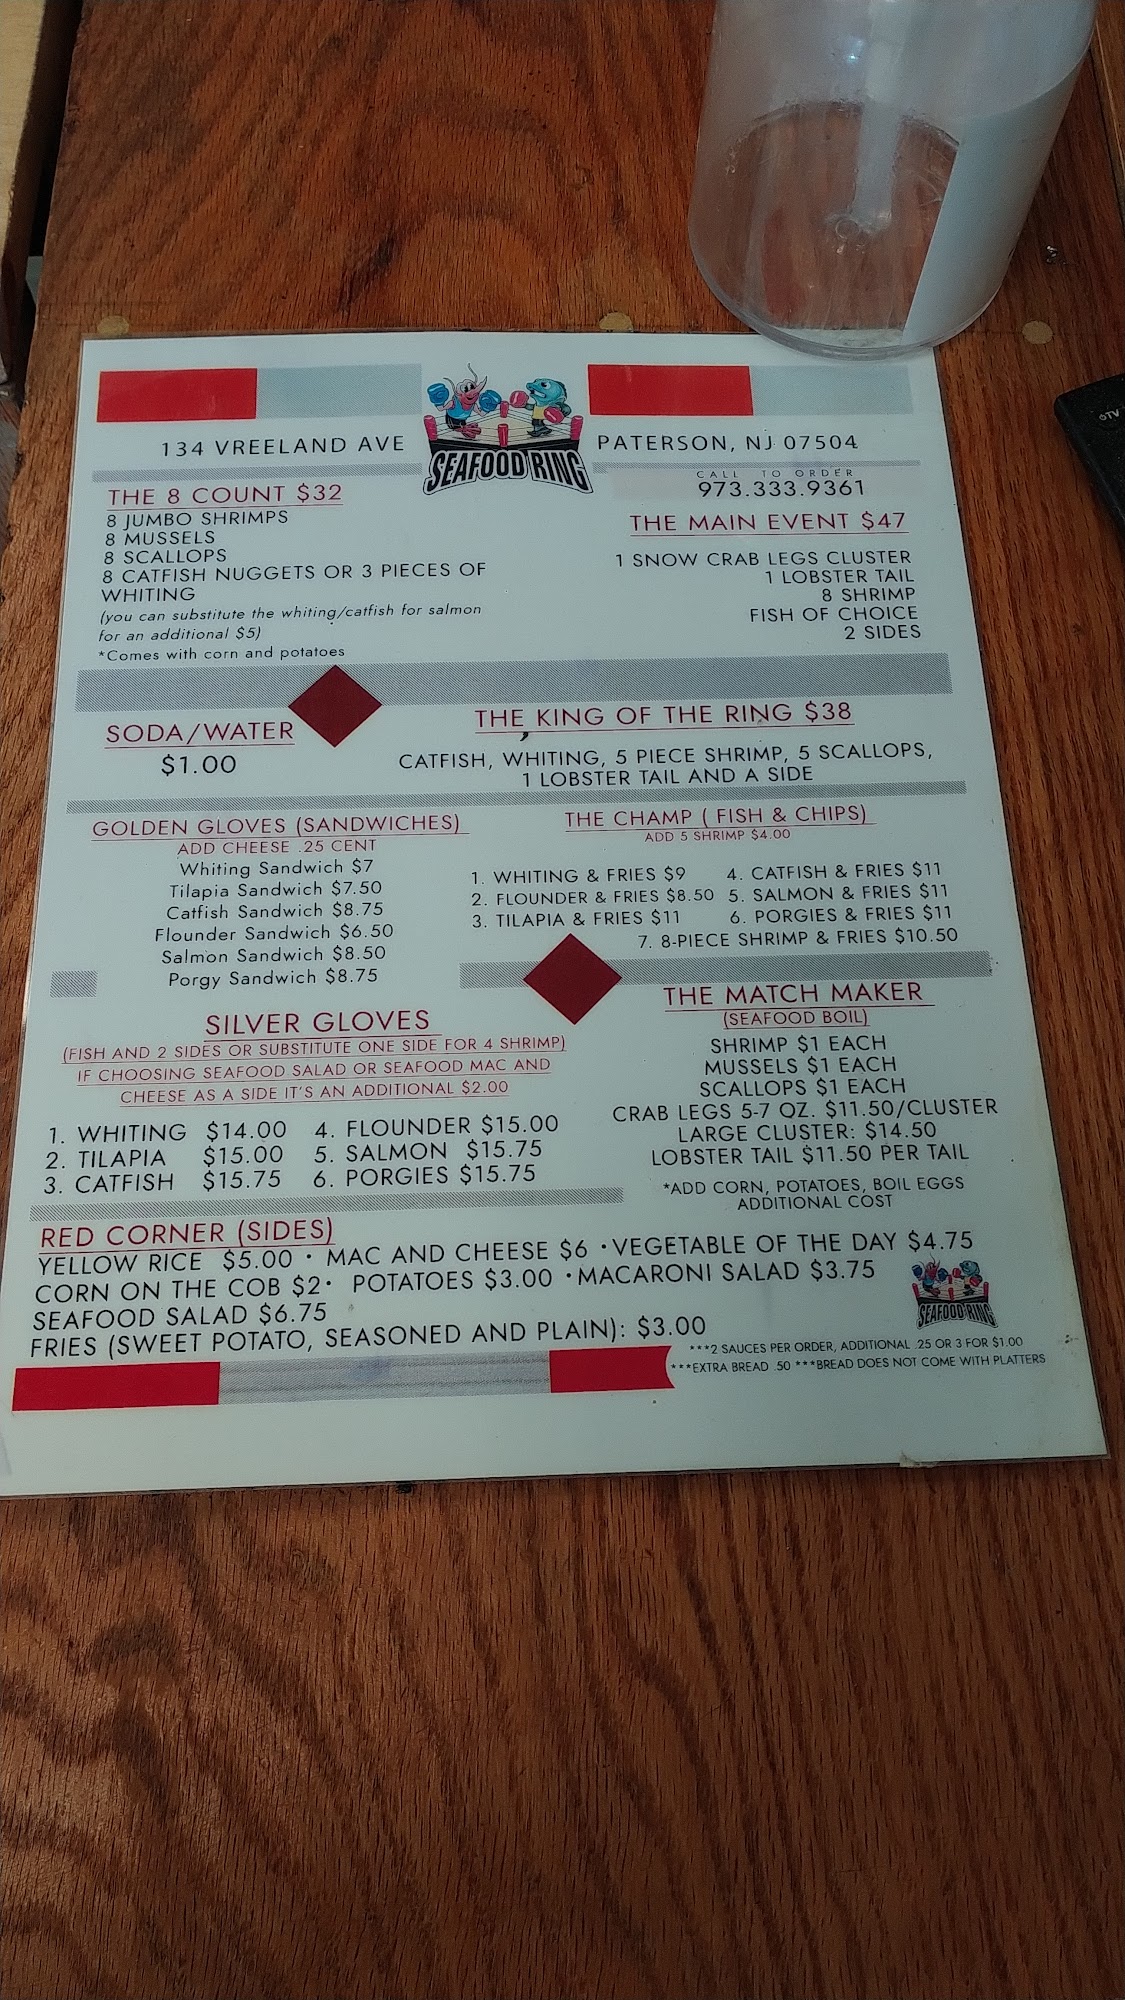 134 VREELAND AVE
SEAFOOD RING
PATERSON, NJ 07504
CALL TO ORDER
973.333.9361
THE 8 COUNT $32
8 JUMBO SHRIMPS
8 MUSSELS
8 SCALLOPS
8 CATFISH NUGGETS OR 3 PIECES OF
WHITING
(you can substitute the whiting/catfish for salmon
for an additional $5)
*Comes with corn and potatoes
THE MAIN EVENT $47
1 SNOW CRAB LEGS CLUSTER
1 LOBSTER TAIL
8 SHRIMP
FISH OF CHOICE
2 SIDES
SODA/WATER
$1.00
THE KING OF THE RING $38
CATFISH, WHITING, 5 PIECE SHRIMP, 5 SCALLOPS,
1 LOBSTER TAIL AND A SIDE
GOLDEN GLOVES (SANDWICHES)
ADD CHEESE .25 CENT
Whiting Sandwich $7
Tilapia Sandwich $7.50
Catfish Sandwich $8.75
Flounder Sandwich $6.50
Salmon Sandwich $8.50
Porgy Sandwich $8.75
THE CHAMP ( FISH & CHIPS)
ADD 5 SHRIMP $4.00
1. WHITING & FRIES $9 4. CATFISH & FRIES $11
2. FLOUNDER & FRIES $8.50 5. SALMON & FRIES $11
3. TILAPIA & FRIES $11 6. PORGIES & FRIES $11
7. 8-PIECE SHRIMP & FRIES $10.50
SILVER GLOVES
(FISH AND 2 SIDES OR SUBSTITUTE ONE SIDE FOR 4 SHRIMP)
IF CHOOSING SEAFOOD SALAD OR SEAFOOD MAC AND
CHEESE AS A SIDE IT'S AN ADDITIONAL $2.00
1. WHITING $14.00 4. FLOUNDER $15.00
2. TILAPIA $15.00 5. SALMON $15.75
3. CATFISH $15.75 6. PORGIES $15.75
THE MATCH MAKER
(SEAFOOD BOIL)
SHRIMP $1 EACH
MUSSELS $1 EACH
SCALLOPS $1 EACH
CRAB LEGS 5-7 OZ. $11.50/CLUSTER
LARGE CLUSTER: $14.50
LOBSTER TAIL $11.50 PER TAIL
*ADD CORN, POTATOES, BOIL EGGS
ADDITIONAL COST
RED CORNER (SIDES)
YELLOW RICE $5.00 · MAC AND CHEESE $6 · VEGETABLE OF THE DAY $4.75
CORN ON THE COB $2 · POTATOES $3.00 · MACARONI SALAD $3.75
SEAFOOD SALAD $6.75
FRIES (SWEET POTATO, SEASONED AND PLAIN): $3.00
SEAFOOD RING
***2 SAUCES PER ORDER, ADDITIONAL .25 OR 3 FOR $1.00
***EXTRA BREAD .50 ***BREAD DOES NOT COME WITH PLATTERS
TV